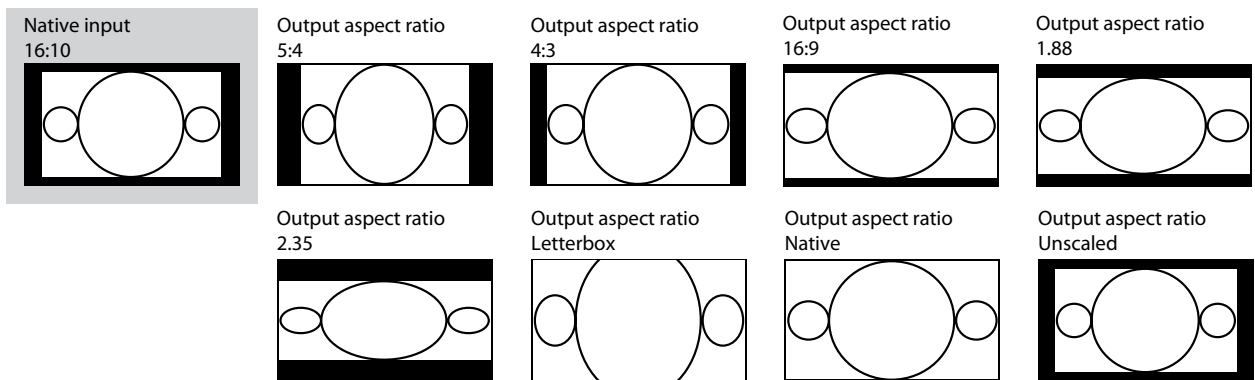 Native input
16:10
Output aspect ratio
5:4
Output aspect ratio
4:3
Output aspect ratio
16:9
Output aspect ratio
1.88
Output aspect ratio
2.35
Output aspect ratio
Letterbox
Output aspect ratio
Native
Output aspect ratio
Unscaled